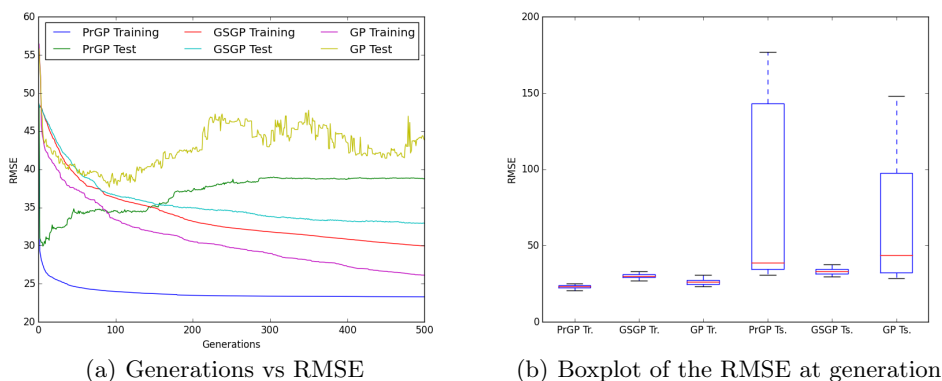 PrGP Training
PrGP Test
GSGP Training
GSGP Test
GP Training
GP Test
60
55
50
45
40
35
30
25
20
RMSE
0
100
200
300
400
500
Generations
(a) Generations vs RMSE
200
150
100
50
0
RMSE
PrGP Tr.
GSGP Tr.
GP Tr.
PrGP Ts.
GSGP Ts.
GP Ts.
(b) Boxplot of the RMSE at generation